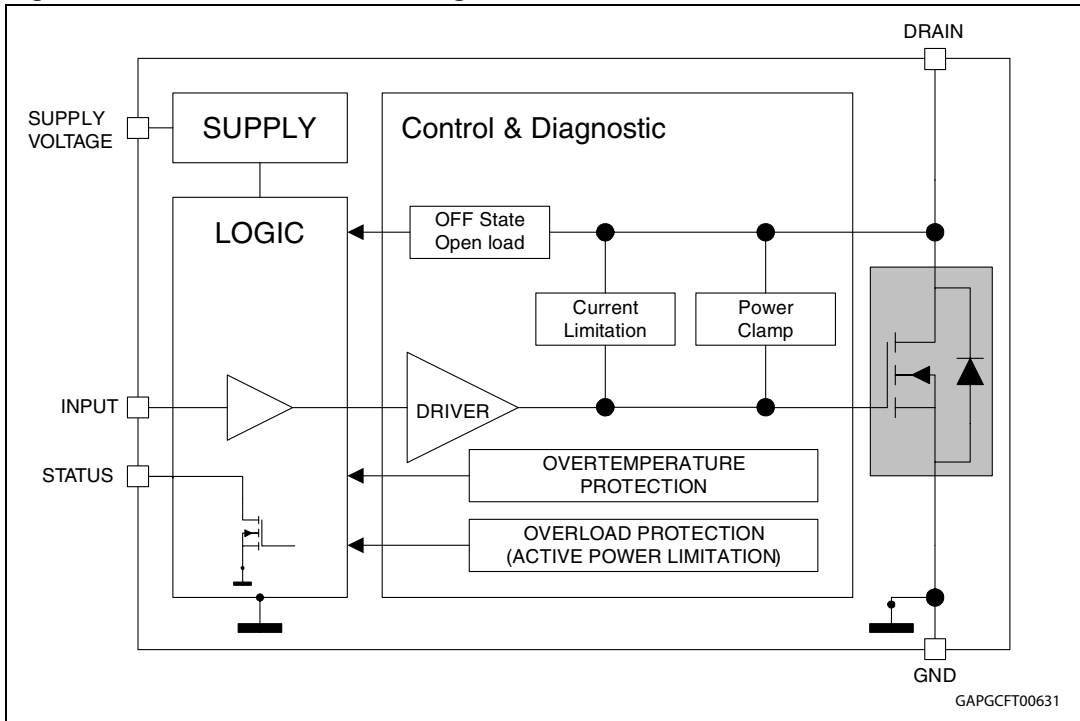 DRAIN
SUPPLY
VOLTAGE
SUPPLY
Control & Diagnostic
LOGIC
OFF State
Open load
Current
Limitation
Power
Clamp
INPUT
DRIVER
STATUS
OVERTEMPERATURE
PROTECTION
OVERLOAD PROTECTION
(ACTIVE POWER LIMITATION)
GND
GAPGCFT00631